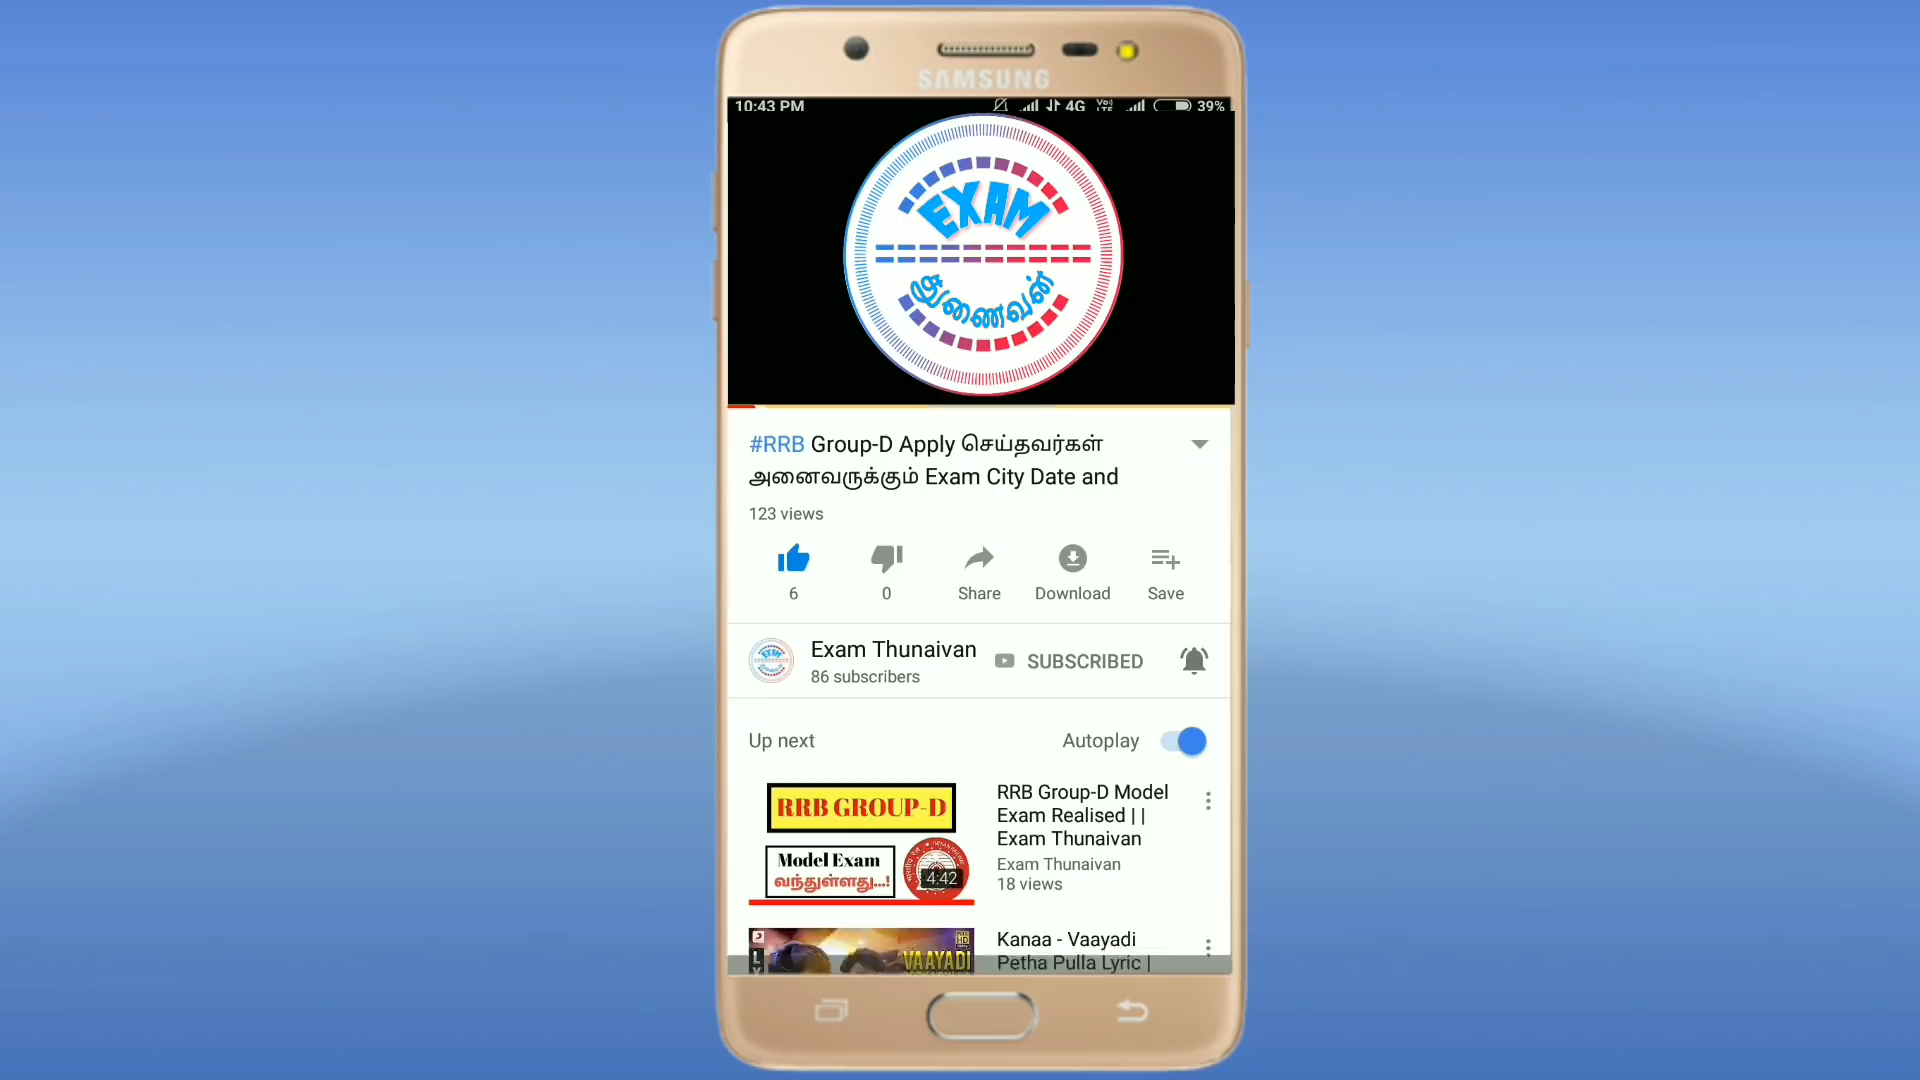 SAMSUNG
10:43 PM
4G VoLTE 39%
EXAM
துணைவன்
#RRB Group-D Apply செய்தவர்கள்
அனைவருக்கும் Exam City Date and
123 views
6
0
Share
Download
Save
Exam Thunaivan
86 subscribers
SUBSCRIBED
Up next
Autoplay
RRB GROUP-D
Model Exam
வந்துள்ளது...!
4:42
RRB Group-D Model
Exam Realised ||
Exam Thunaivan
Exam Thunaivan
18 views
VAAYADI
Kanaa - Vaayadi
Petha Pulla Lyric |